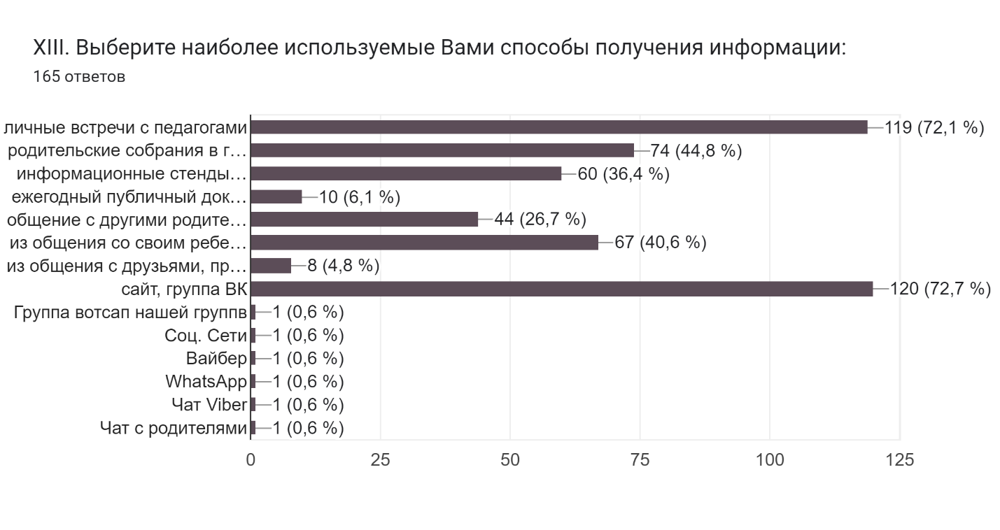 XIII. Выберите наиболее используемые Вами способы получения информации:
165 ответов
личные встречи с педагогами 119 (72,1 %)
родительские собрания в г… 74 (44,8 %)
информационные стенды… 60 (36,4 %)
ежегодный публичный док… 10 (6,1 %)
общение с другими родите… 44 (26,7 %)
из общения со своим ребе… 67 (40,6 %)
из общения с друзьями, пр… 8 (4,8 %)
сайт, группа ВК 120 (72,7 %)
Группа вотсап нашей группв 1 (0,6 %)
Соц. Сети 1 (0,6 %)
Вайбер 1 (0,6 %)
WhatsApp 1 (0,6 %)
Чат Viber 1 (0,6 %)
Чат с родителями 1 (0,6 %)
0 25 50 75 100 125